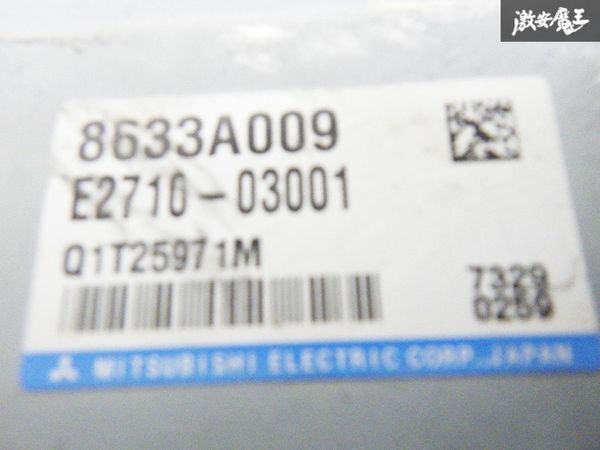 激安魔王
8633A009
E2710-03001
Q1T25971M
7329
0259
MITSUBISHI ELECTRIC CORP., JAPAN